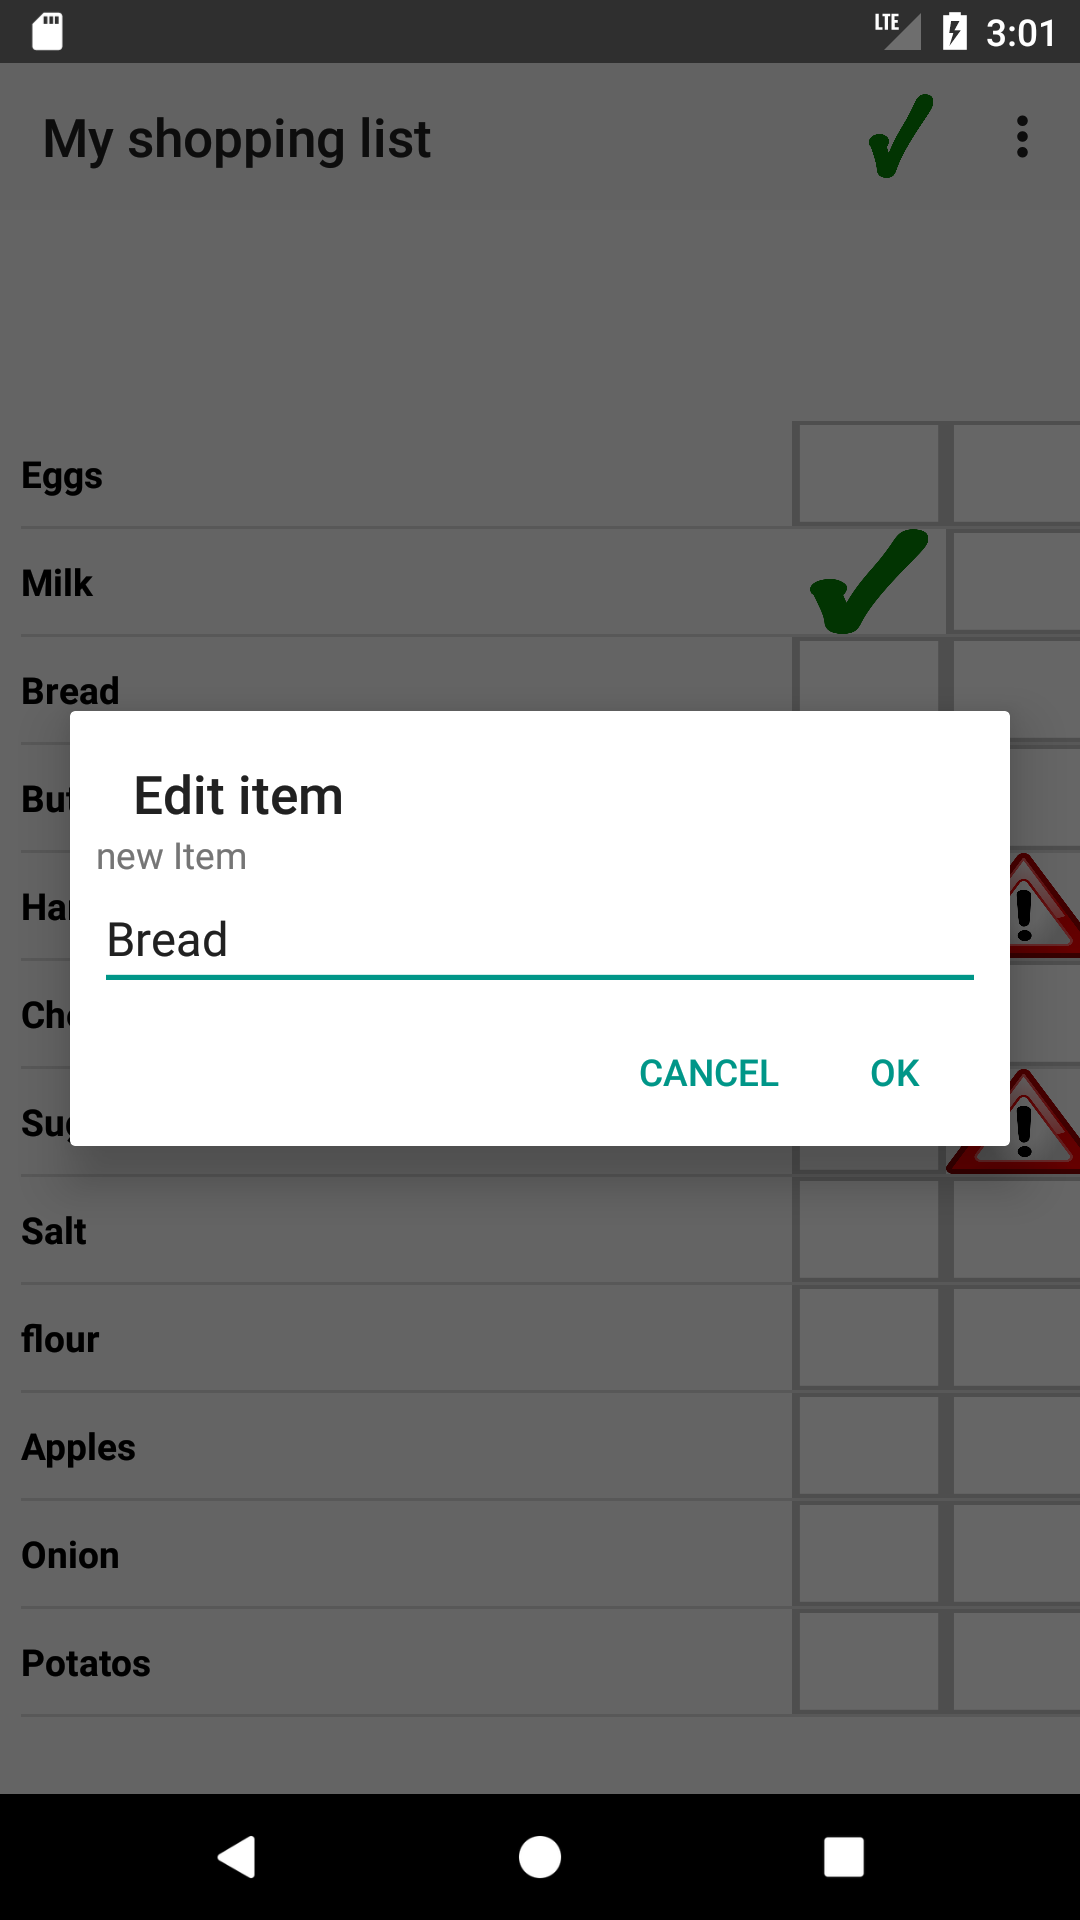 LTE 3:01
My shopping list
Eggs
Milk
Bread
Edit item
new Item
Bread
CANCEL OK
Salt
flour
Apples
Onion
Potatos